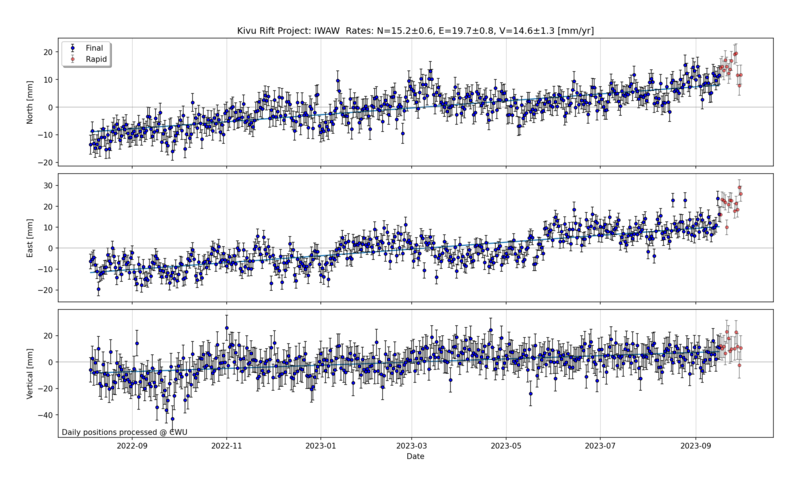 Kivu Rift Project: IWAW Rates: N=15.2±0.6, E=19.7±0.8, V=14.6±1.3 [mm/yr]
Final
Rapid
North [mm]
20
10
0
−10
−20
East [mm]
30
20
10
0
−10
−20
Vertical [mm]
20
0
−20
−40
Daily positions processed @ CWU
2022-09
2022-11
2023-01
2023-03
2023-05
2023-07
2023-09
Date